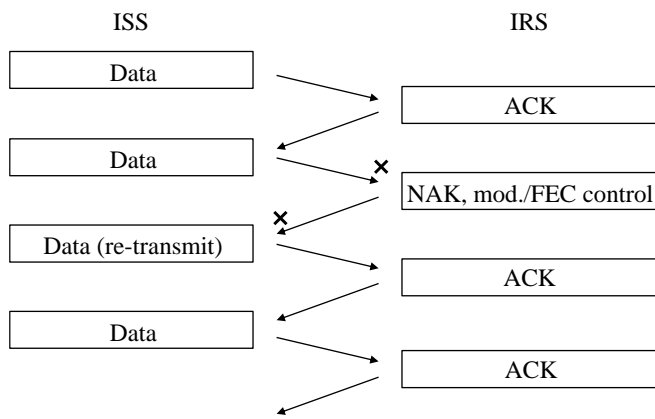 ISS
IRS
Data
ACK
Data
NAK, mod./FEC control
Data (re-transmit)
ACK
Data
ACK